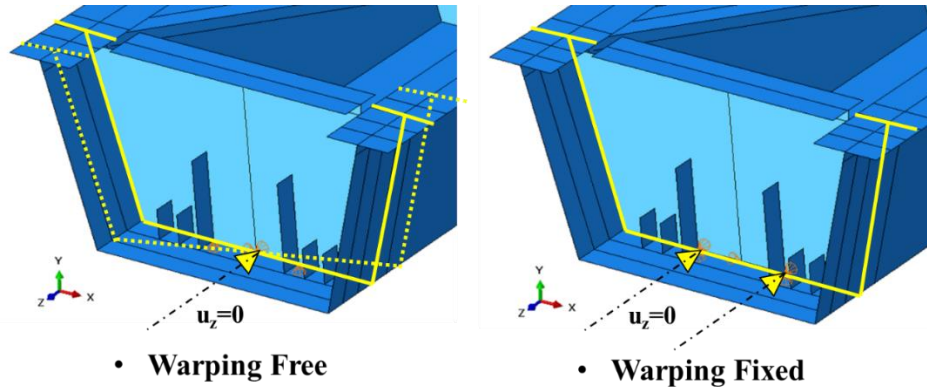 Y
Z
X
u_z=0
• Warping Free
Y
Z
X
u_z=0
• Warping Fixed